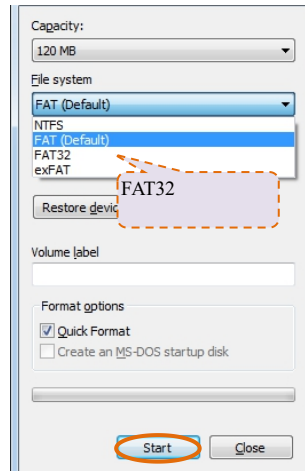 Capacity:
120 MB
File system
FAT (Default)
NTFS
FAT (Default)
FAT32
exFAT
FAT32
Restore devic
Volume label
Format options
Quick Format
Create an MS-DOS startup disk
Start Close